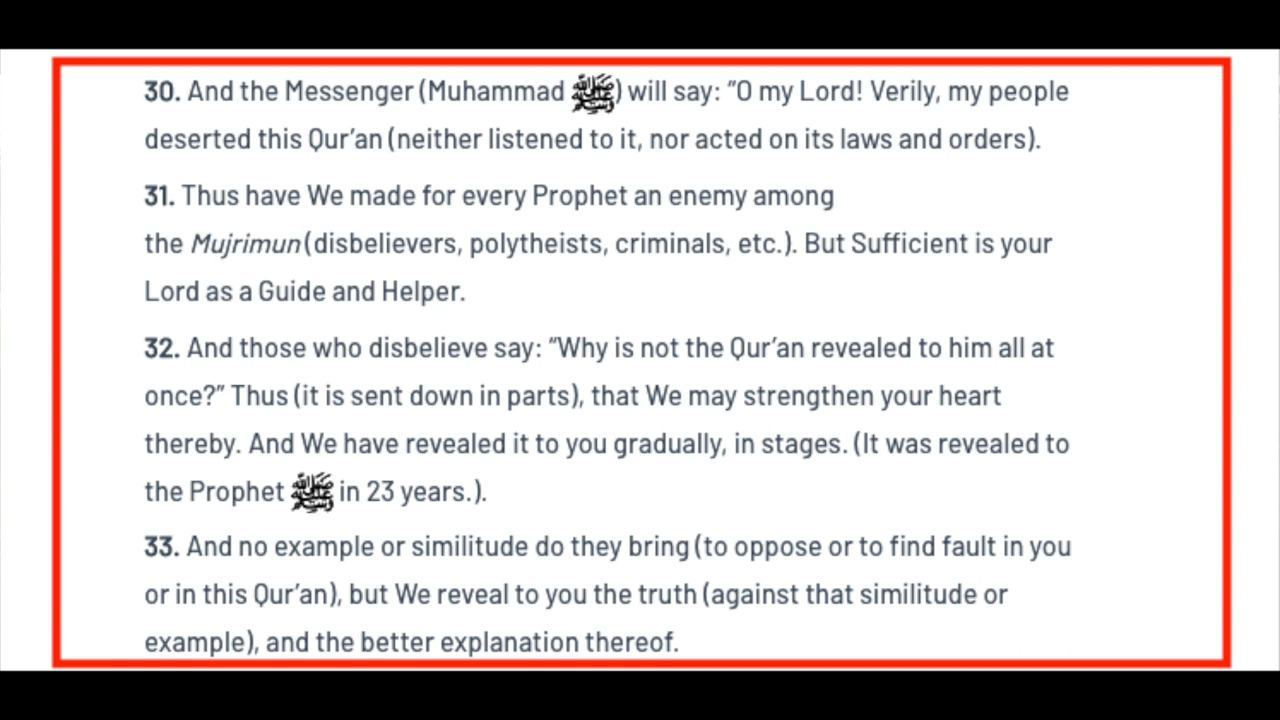 30. And the Messenger (Muhammad ﷺ) will say: “O my Lord! Verily, my people
deserted this Qur’an (neither listened to it, nor acted on its laws and orders).
31. Thus have We made for every Prophet an enemy among
the Mujrimun (disbelievers, polytheists, criminals, etc.). But Sufficient is your
Lord as a Guide and Helper.
32. And those who disbelieve say: “Why is not the Qur’an revealed to him all at
once?” Thus (it is sent down in parts), that We may strengthen your heart
thereby. And We have revealed it to you gradually, in stages. (It was revealed to
the Prophet ﷺ in 23 years.).
33. And no example or similitude do they bring (to oppose or to find fault in you
or in this Qur’an), but We reveal to you the truth (against that similitude or
example), and the better explanation thereof.